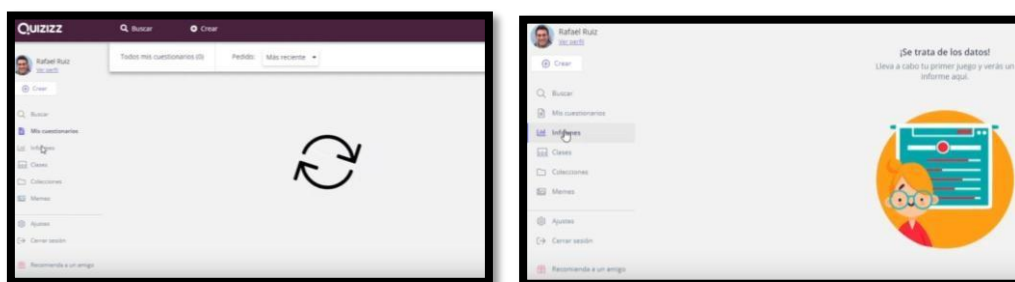 QUIZIZZ
Buscar
Crear
Rafael Ruiz
Ver perfil
Crear
Buscar
Mis cuestionarios
Informes
Clases
Colecciones
Memes
Ajustes
Cerrar sesión
Recomienda a un amigo
Todos mis cuestionarios (0)
Pedido:
Más reciente
Rafael Ruiz
Ver perfil
Crear
Buscar
Mis cuestionarios
Informes
Clases
Colecciones
Memes
Ajustes
Cerrar sesión
Recomienda a un amigo
¡Se trata de los datos!
Lleva a cabo tu primer juego y verás un
informe aquí.